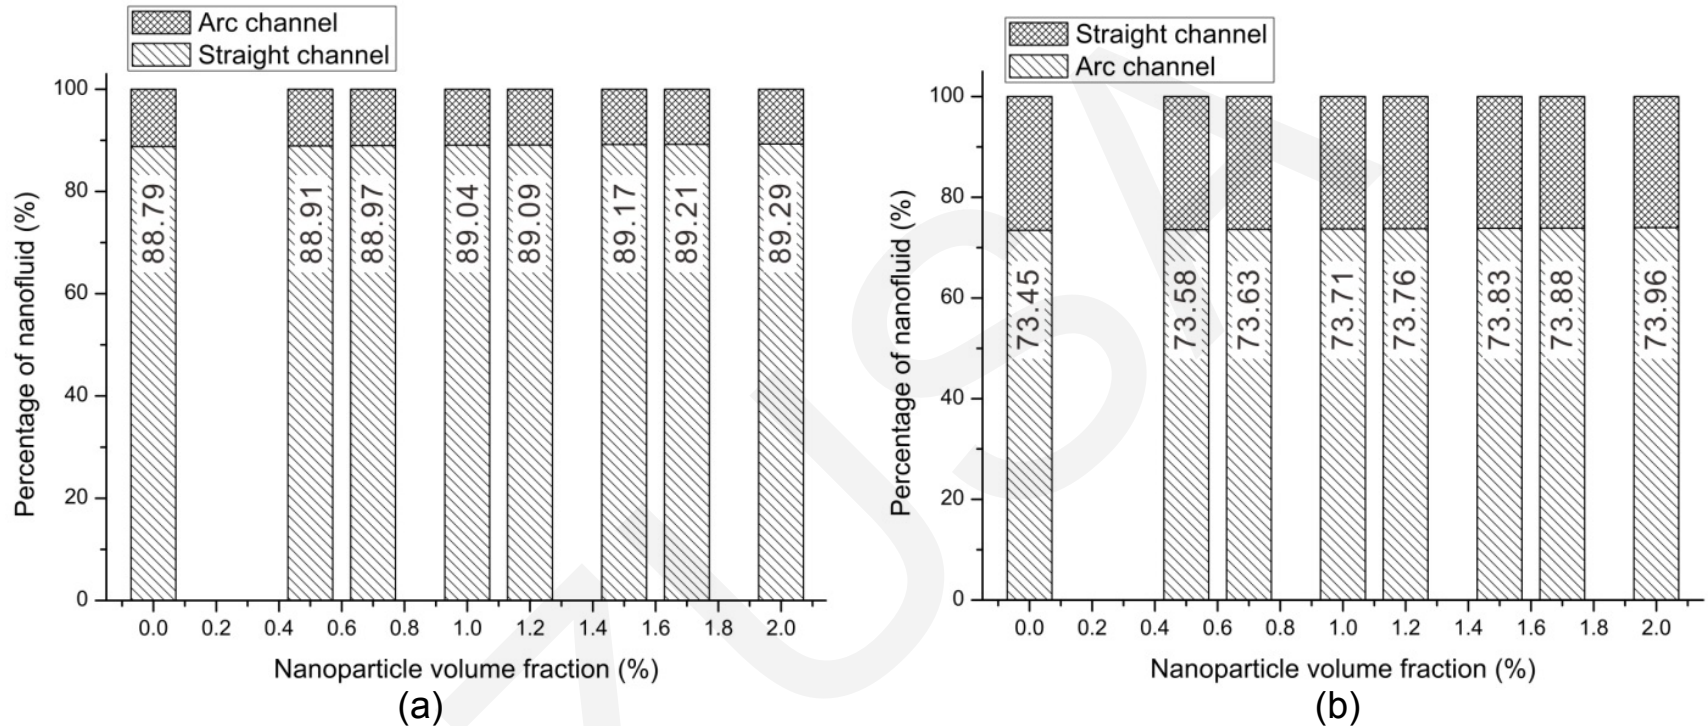 Arc channel
Straight channel
100
80
60
40
20
0
Percentage of nanofluid (%)
88.79
88.91
88.97
89.04
89.09
89.17
89.21
89.29
0.0 0.2 0.4 0.6 0.8 1.0 1.2 1.4 1.6 1.8 2.0
Nanoparticle volume fraction (%)
(a)
Straight channel
Arc channel
100
80
60
40
20
0
Percentage of nanofluid (%)
73.45
73.58
73.63
73.71
73.76
73.83
73.88
73.96
0.0 0.2 0.4 0.6 0.8 1.0 1.2 1.4 1.6 1.8 2.0
Nanoparticle volume fraction (%)
(b)